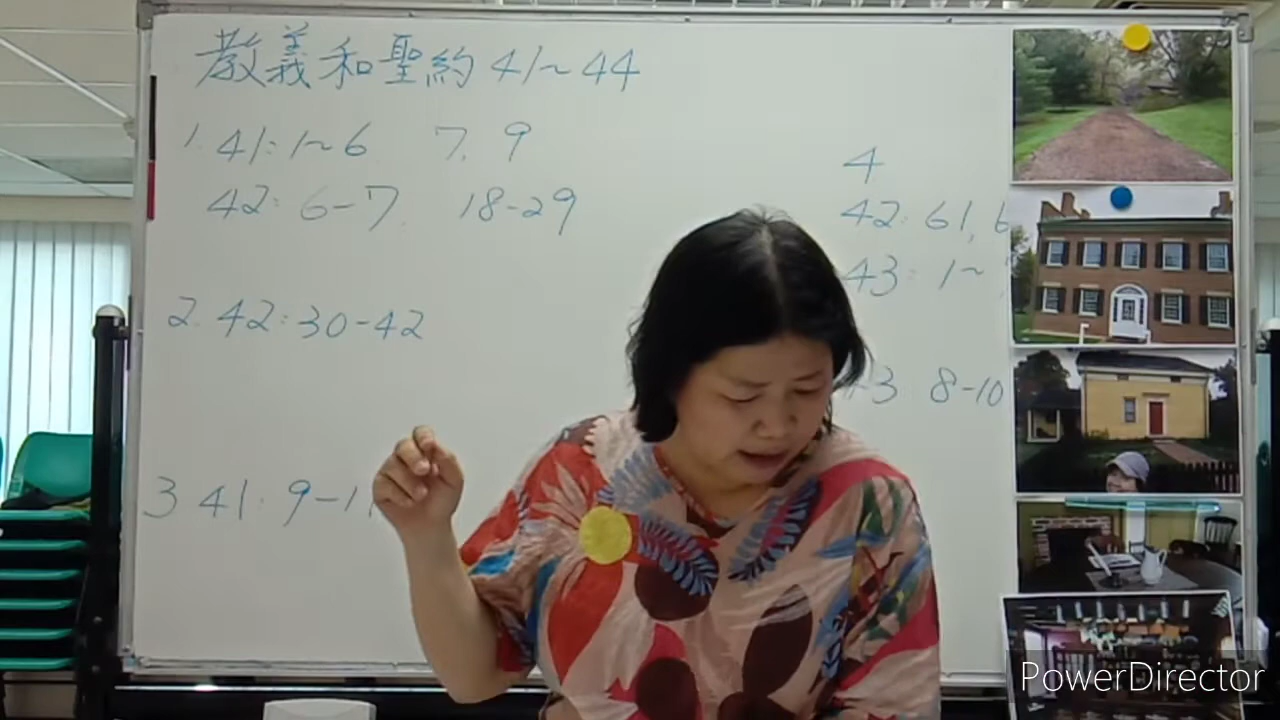 教義和聖約 41~44
1. 41:1~6 7, 9
42: 6-7. 18-29
2. 42:30-42
3 41: 9-1
4
42: 61, 6
43: 1~
3 8-10
PowerDirector